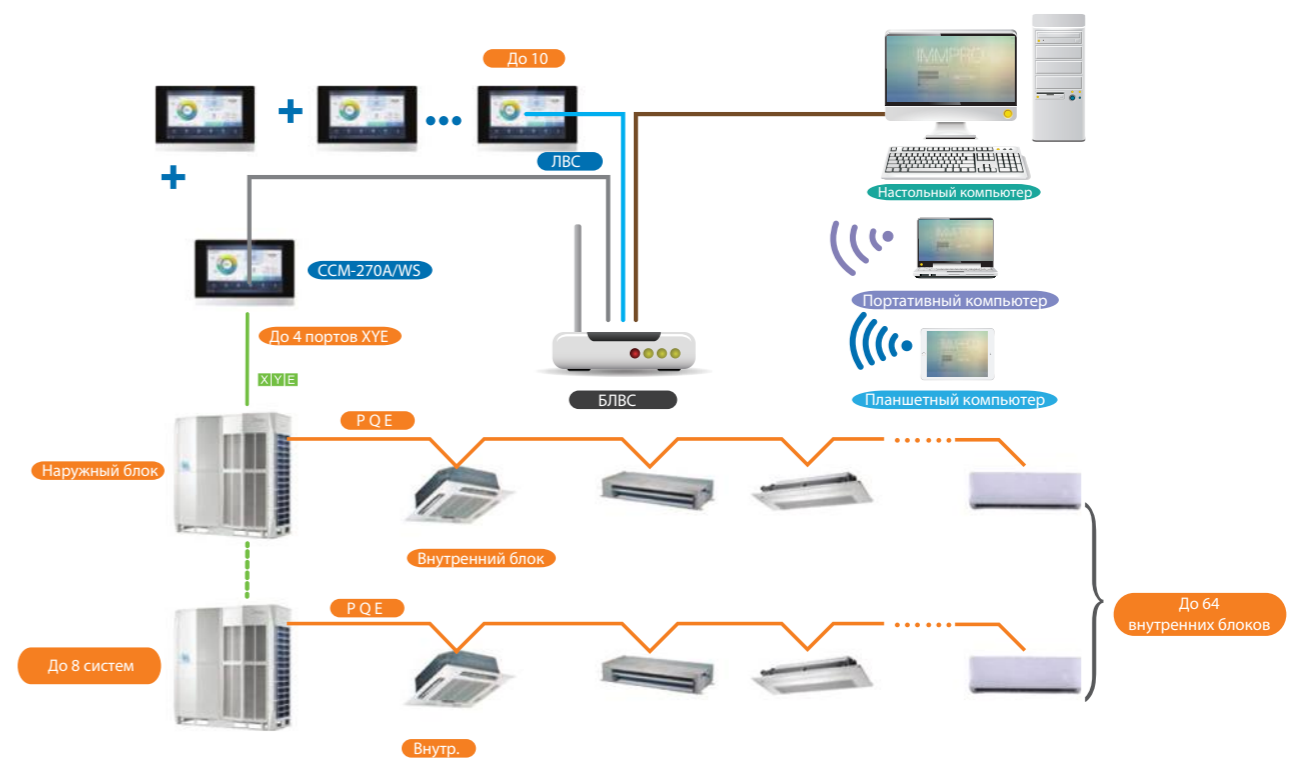 До 10
IMMPRO
ЛВС
Настольный компьютер
CCM-270A/WS
Портативный компьютер
До 4 портов XYE
X Y E
БЛВС
Планшетный компьютер
P Q E
Наружный блок
Внутренний блок
P Q E
До 64
внутренних блоков
До 8 систем
Внутр.